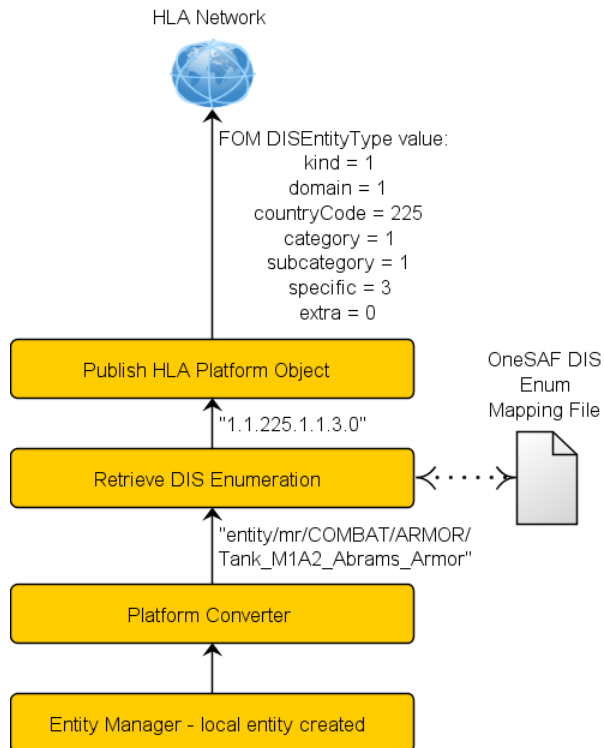 HLA Network
FOM DISEntityType value:
kind = 1
domain = 1
countryCode = 225
category = 1
subcategory = 1
specific = 3
extra = 0
Publish HLA Platform Object
OneSAF DIS
Enum
Mapping File
"1.1.225.1.1.3.0"
Retrieve DIS Enumeration
"entity/mr/COMBAT/ARMOR/
Tank_M1A2_Abrams_Armor"
Platform Converter
Entity Manager - local entity created